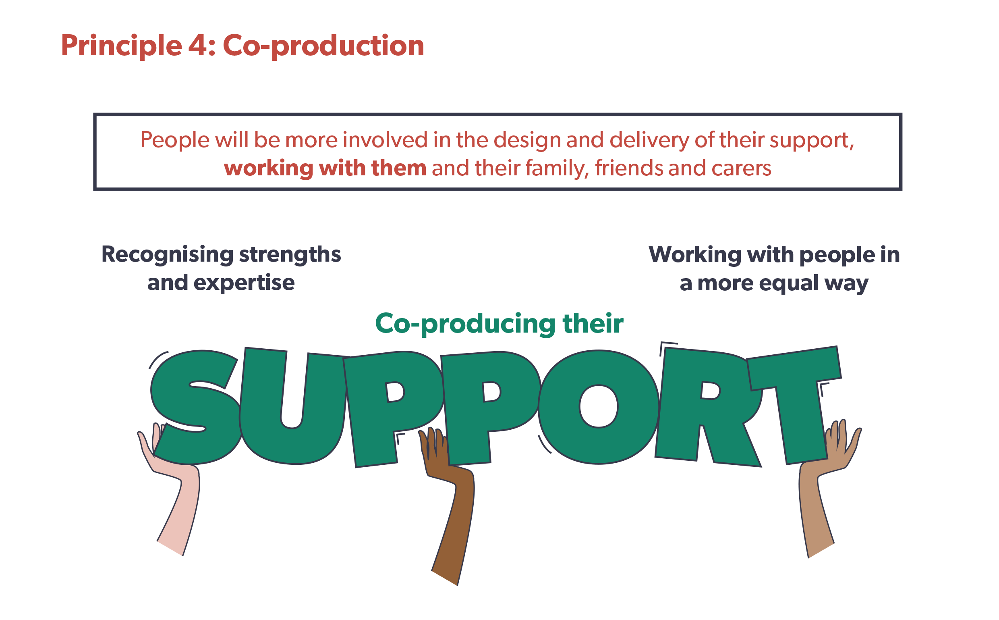 Principle 4: Co-production
People will be more involved in the design and delivery of their support,
working with them and their family, friends and carers
Recognising strengths
and expertise
Working with people in
a more equal way
Co-producing their
SUPPORT